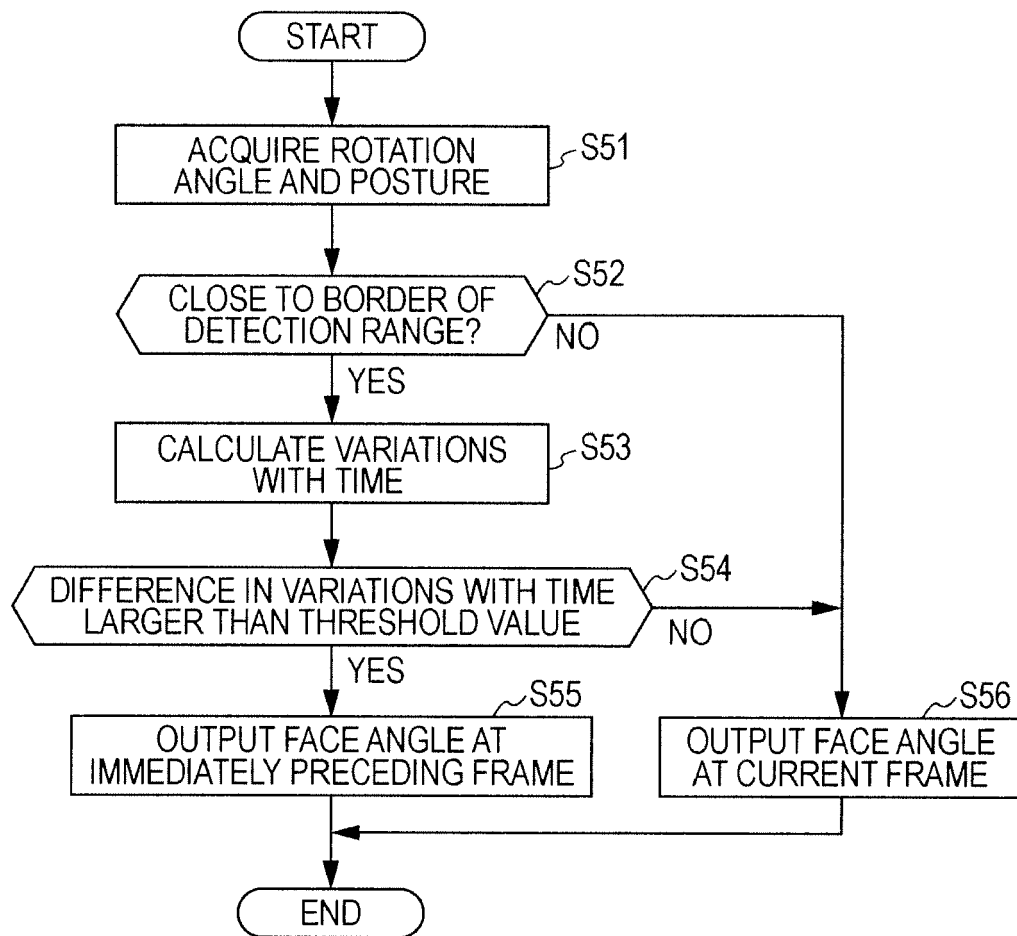 START
ACQUIRE ROTATION
ANGLE AND POSTURE
S51
CLOSE TO BORDER OF
DETECTION RANGE?
S52
NO
YES
CALCULATE VARIATIONS
WITH TIME
S53
DIFFERENCE IN VARIATIONS WITH TIME
LARGER THAN THRESHOLD VALUE
S54
NO
YES
OUTPUT FACE ANGLE AT
IMMEDIATELY PRECEDING FRAME
S55
OUTPUT FACE ANGLE
AT CURRENT FRAME
S56
END